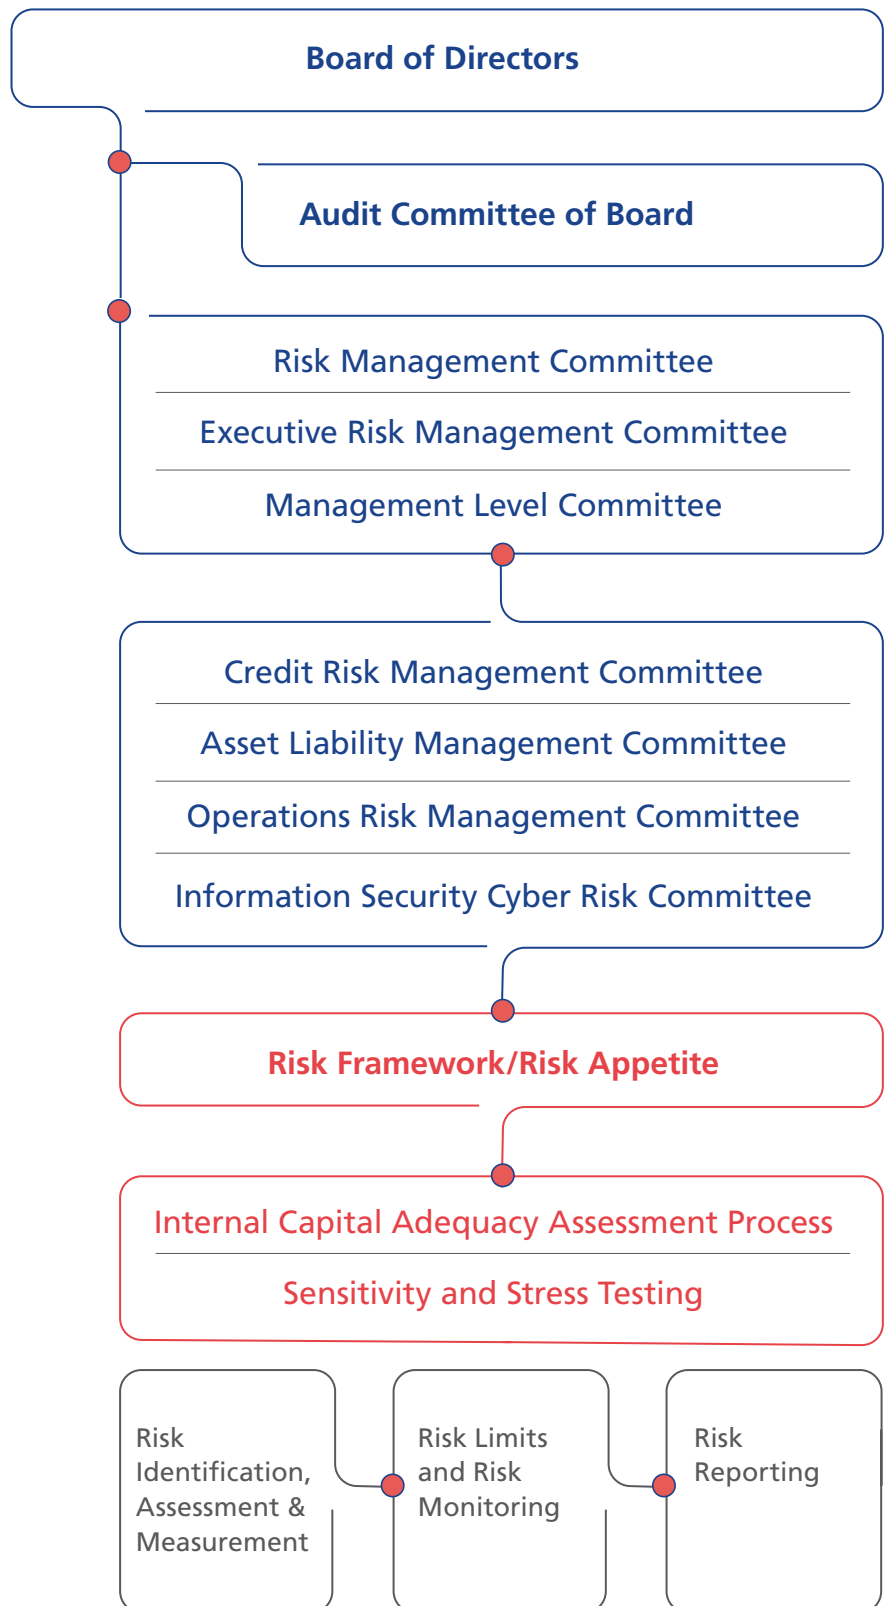 Board of Directors
Audit Committee of Board
Risk Management Committee
Executive Risk Management Committee
Management Level Committee
Credit Risk Management Committee
Asset Liability Management Committee
Operations Risk Management Committee
Information Security Cyber Risk Committee
Risk Framework/Risk Appetite
Internal Capital Adequacy Assessment Process
Sensitivity and Stress Testing
Risk
Identification,
Assessment &
Measurement
Risk Limits
and Risk
Monitoring
Risk
Reporting